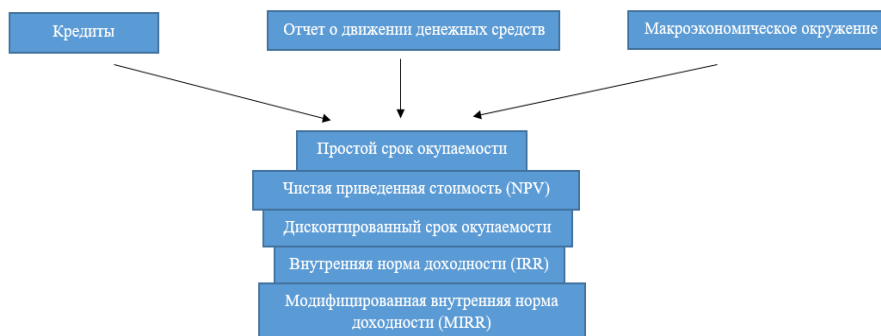 Кредиты
Отчет о движении денежных средств
Макроэкономическое окружение
Простой срок окупаемости
Чистая приведенная стоимость (NPV)
Дисконтированный срок окупаемости
Внутренняя норма доходности (IRR)
Модифицированная внутренняя норма
доходности (MIRR)